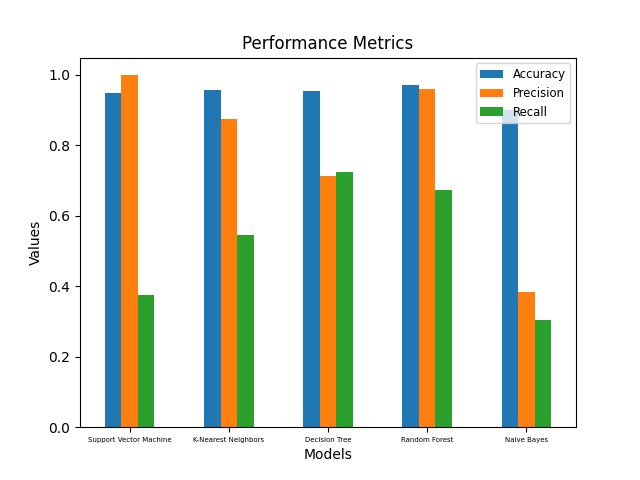 Performance Metrics
Accuracy
Precision
Recall
1.0
0.8
0.6
0.4
0.2
0.0
Values
Support Vector Machine
K-Nearest Neighbors
Decision Tree
Random Forest
Naive Bayes
Models